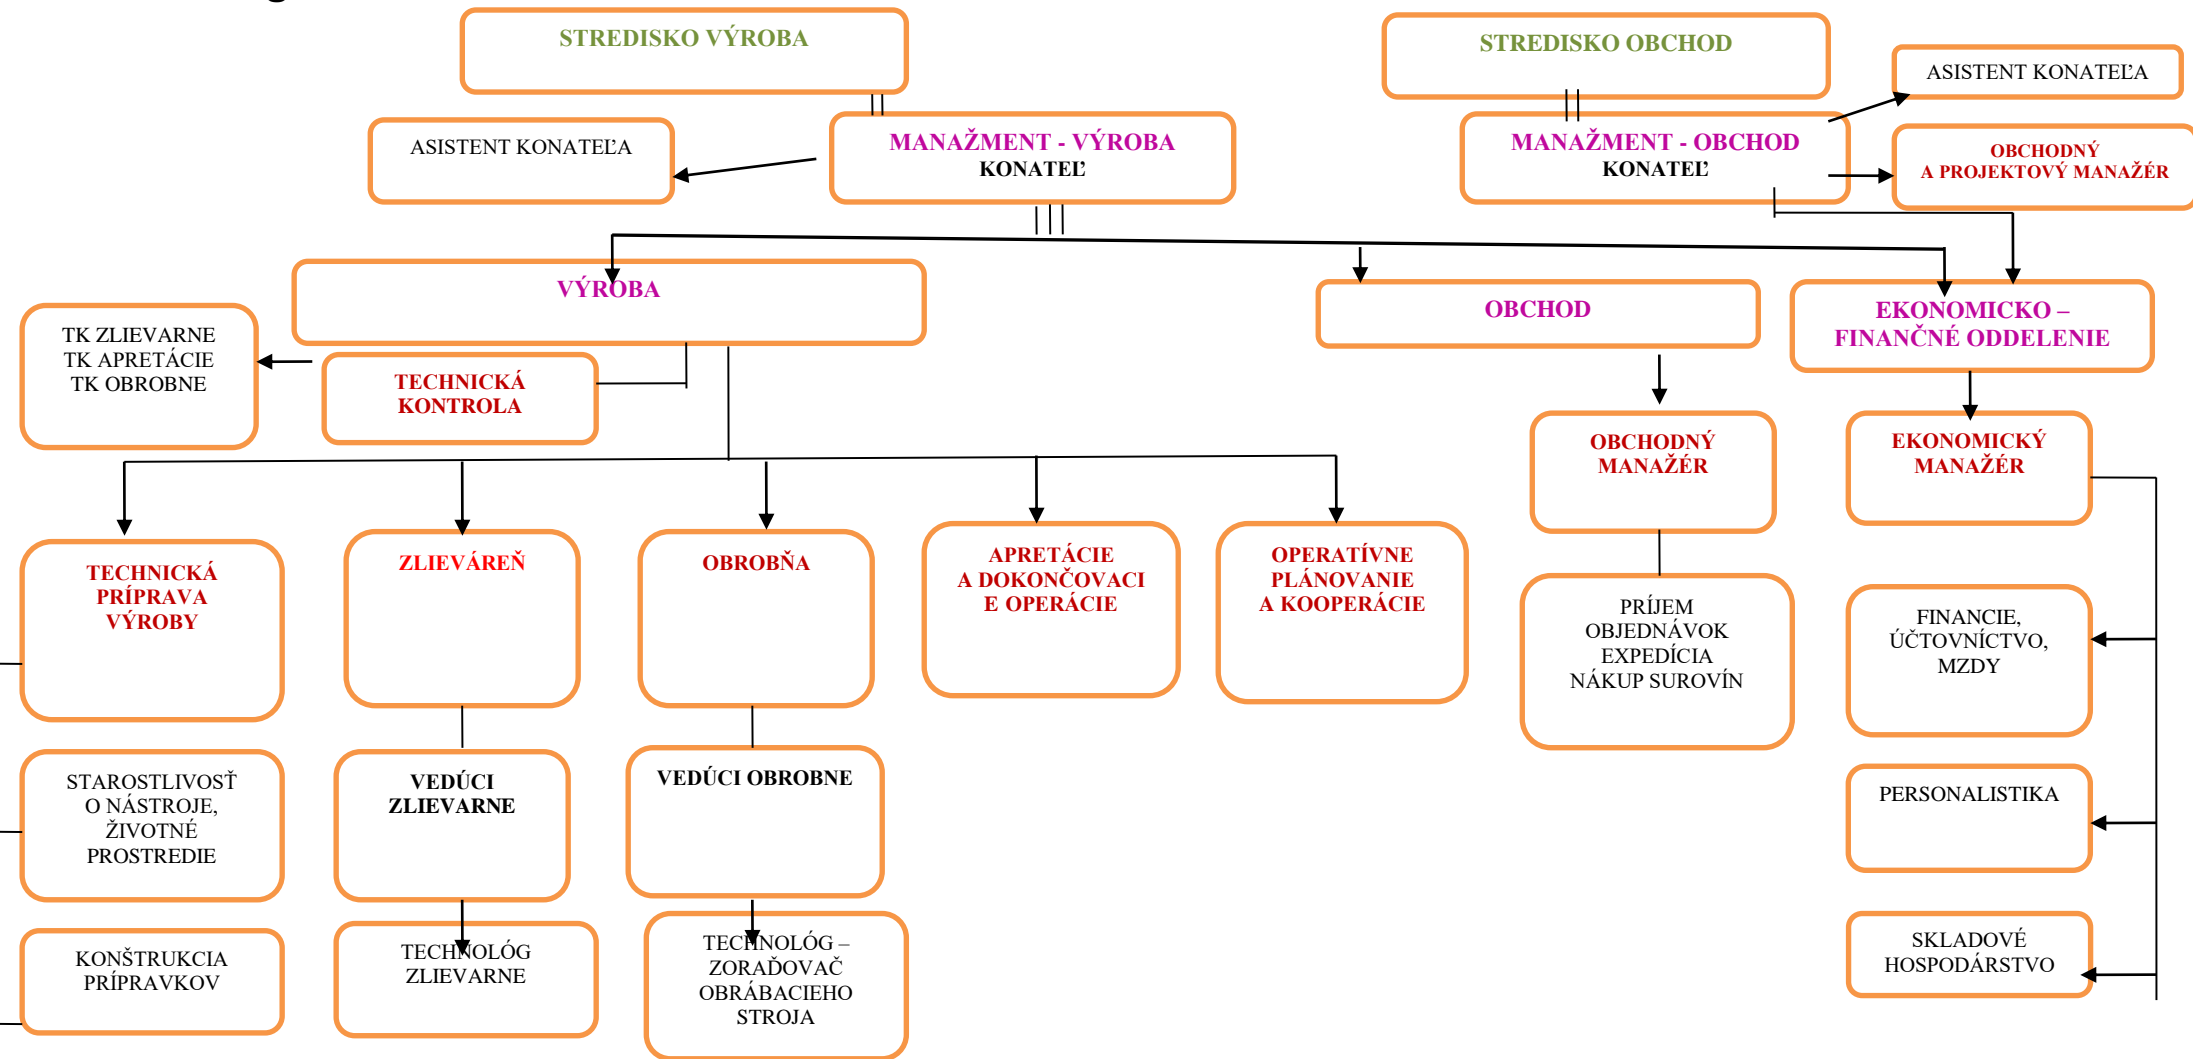 STREDISKO VÝROBA
STREDISKO OBCHOD
ASISTENT KONATEĽA
ASISTENT KONATEĽA
MANAŽMENT - VÝROBA
KONATEĽ
MANAŽMENT - OBCHOD
KONATEĽ
OBCHODNÝ
A PROJEKTOVÝ MANAŽÉR
VÝROBA
OBCHOD
EKONOMICKO –
FINANČNÉ ODDELENIE
TK ZLIEVARNE
TK APRETÁCIE
TK OBROBNE
TECHNICKÁ
KONTROLA
OBCHODNÝ
MANAŽÉR
EKONOMICKÝ
MANAŽÉR
TECHNICKÁ
PRÍPRAVA
VÝROBY
ZLIEVÁREŇ
OBROBŇA
APRETÁCIE
A DOKONČOVACI
E OPERÁCIE
OPERATÍVNE
PLÁNOVANIE
A KOOPERÁCIE
PRÍJEM
OBJEDNÁVOK
EXPEDÍCIA
NÁKUP SUROVÍN
FINANCIE,
ÚČTOVNÍCTVO,
MZDY
STAROSTLIVOSŤ
O NÁSTROJE,
ŽIVOTNÉ
PROSTREDIE
VEDÚCI
ZLIEVARNE
VEDÚCI OBROBNE
PERSONALISTIKA
KONŠTRUKCIA
PRÍPRAVKOV
TECHNOLÓG
ZLIEVARNE
TECHNOLÓG –
ZORAĎOVAČ
OBRÁBACIEHO
STROJA
SKLADOVÉ
HOSPODÁRSTVO